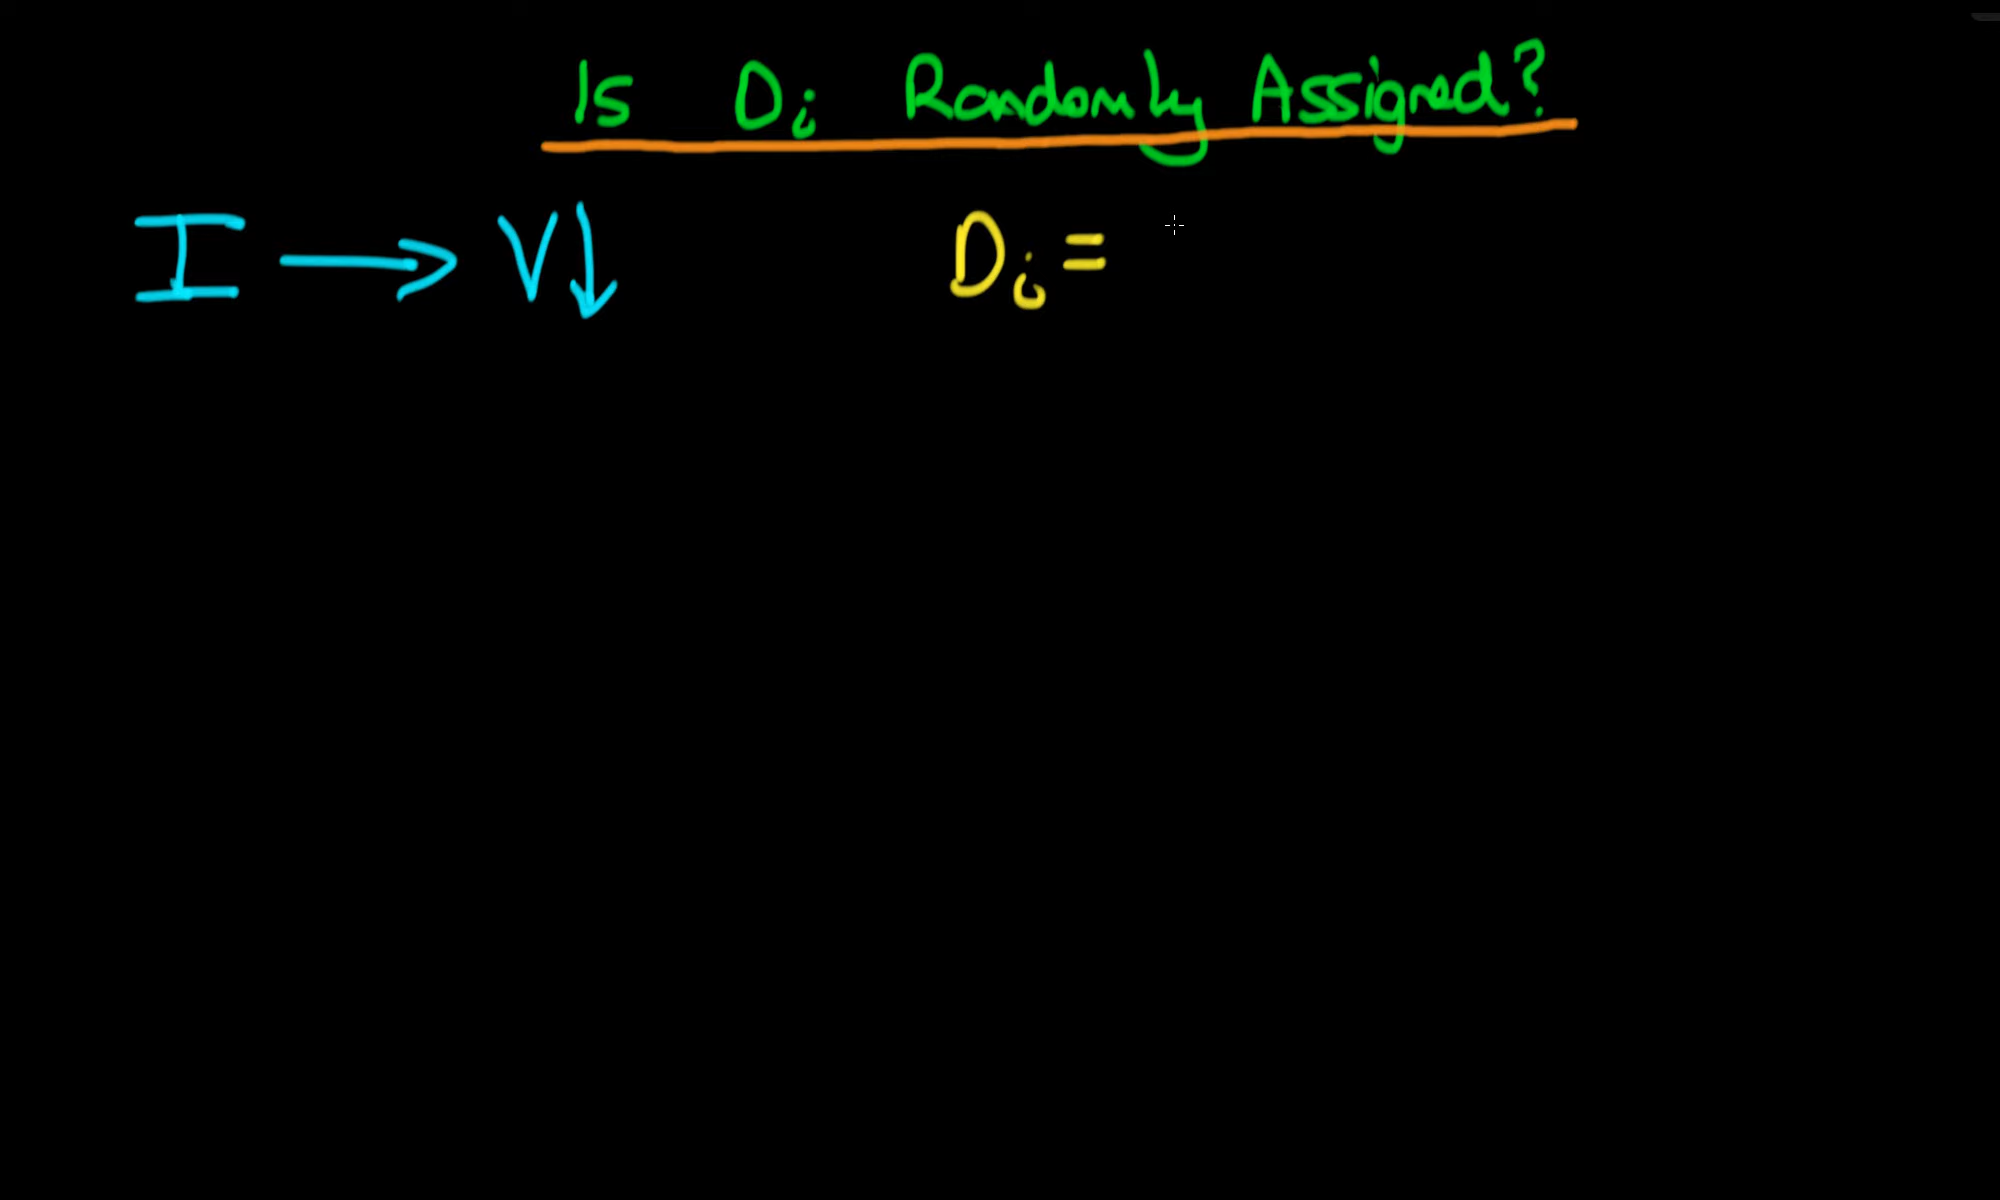 Is Di Randomly Assigned?
I → V↓ Di =